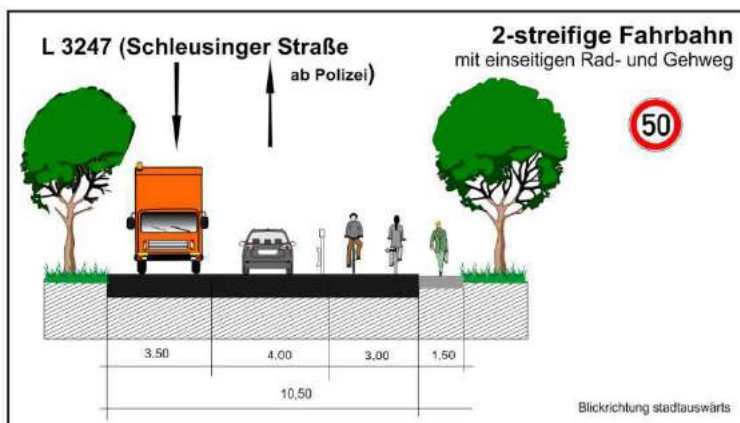 L 3247 (Schleusinger Straße
ab Polizei)
2-streifige Fahrbahn
mit einseitigen Rad- und Gehweg
50
3.50
4,00
3,00
1,50
10,50
Blickrichtung stadtauswärts